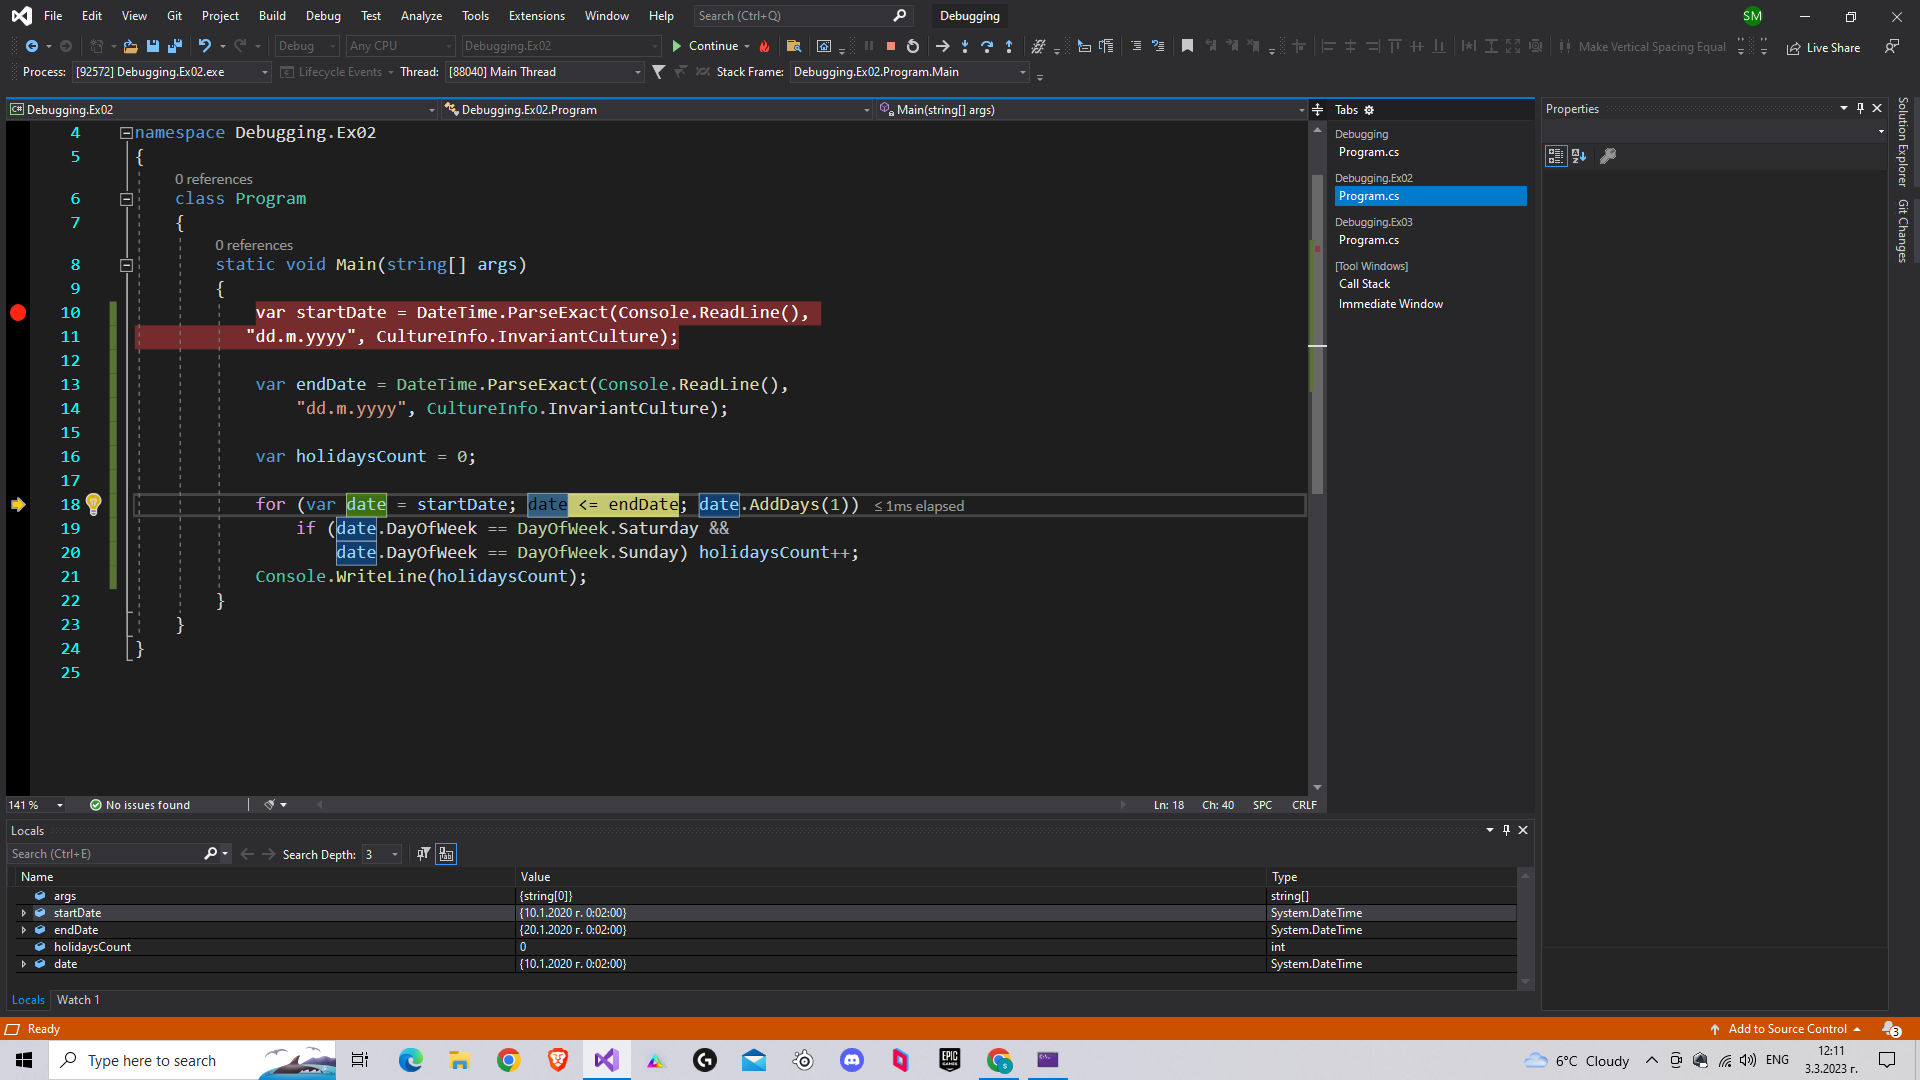 File Edit View Git Project Build Debug Test Analyze Tools Extensions Window Help Search (Ctrl+Q) Debugging SM
Debug Any CPU Debugging.Ex02 Continue Make Vertical Spacing Equal Live Share
Process: [92572] Debugging.Ex02.exe Lifecycle Events Thread: [88040] Main Thread Stack Frame: Debugging.Ex02.Program.Main
C# Debugging.Ex02 Debugging.Ex02.Program Main(string[] args)
4 namespace Debugging.Ex02
5 {
0 references
6 class Program
7 {
0 references
8 static void Main(string[] args)
9 {
10 var startDate = DateTime.ParseExact(Console.ReadLine(),
11 "dd.m.yyyy", CultureInfo.InvariantCulture);
12
13 var endDate = DateTime.ParseExact(Console.ReadLine(),
14 "dd.m.yyyy", CultureInfo.InvariantCulture);
15
16 var holidaysCount = 0;
17
18 for (var date = startDate; date <= endDate; date.AddDays(1)) ≤ 1ms elapsed
19 if (date.DayOfWeek == DayOfWeek.Saturday &&
20 date.DayOfWeek == DayOfWeek.Sunday) holidaysCount++;
21 Console.WriteLine(holidaysCount);
22 }
23 }
24 }
25
141 % No issues found Ln: 18 Ch: 40 SPC CRLF
Tabs
Debugging
Program.cs
Debugging.Ex02
Program.cs
Debugging.Ex03
Program.cs
[Tool Windows]
Call Stack
Immediate Window
Properties
Solution Explorer
Git Changes
Locals
Search (Ctrl+E) Search Depth: 3
Name Value Type
args {string[0]} string[]
startDate {10.1.2020 г. 0:02:00} System.DateTime
endDate {20.1.2020 г. 0:02:00} System.DateTime
holidaysCount 0 int
date {10.1.2020 г. 0:02:00} System.DateTime
Locals Watch 1
Ready Add to Source Control 3
Type here to search EPIC GAMES 6°C Cloudy ENG 12:11
3.3.2023 г.